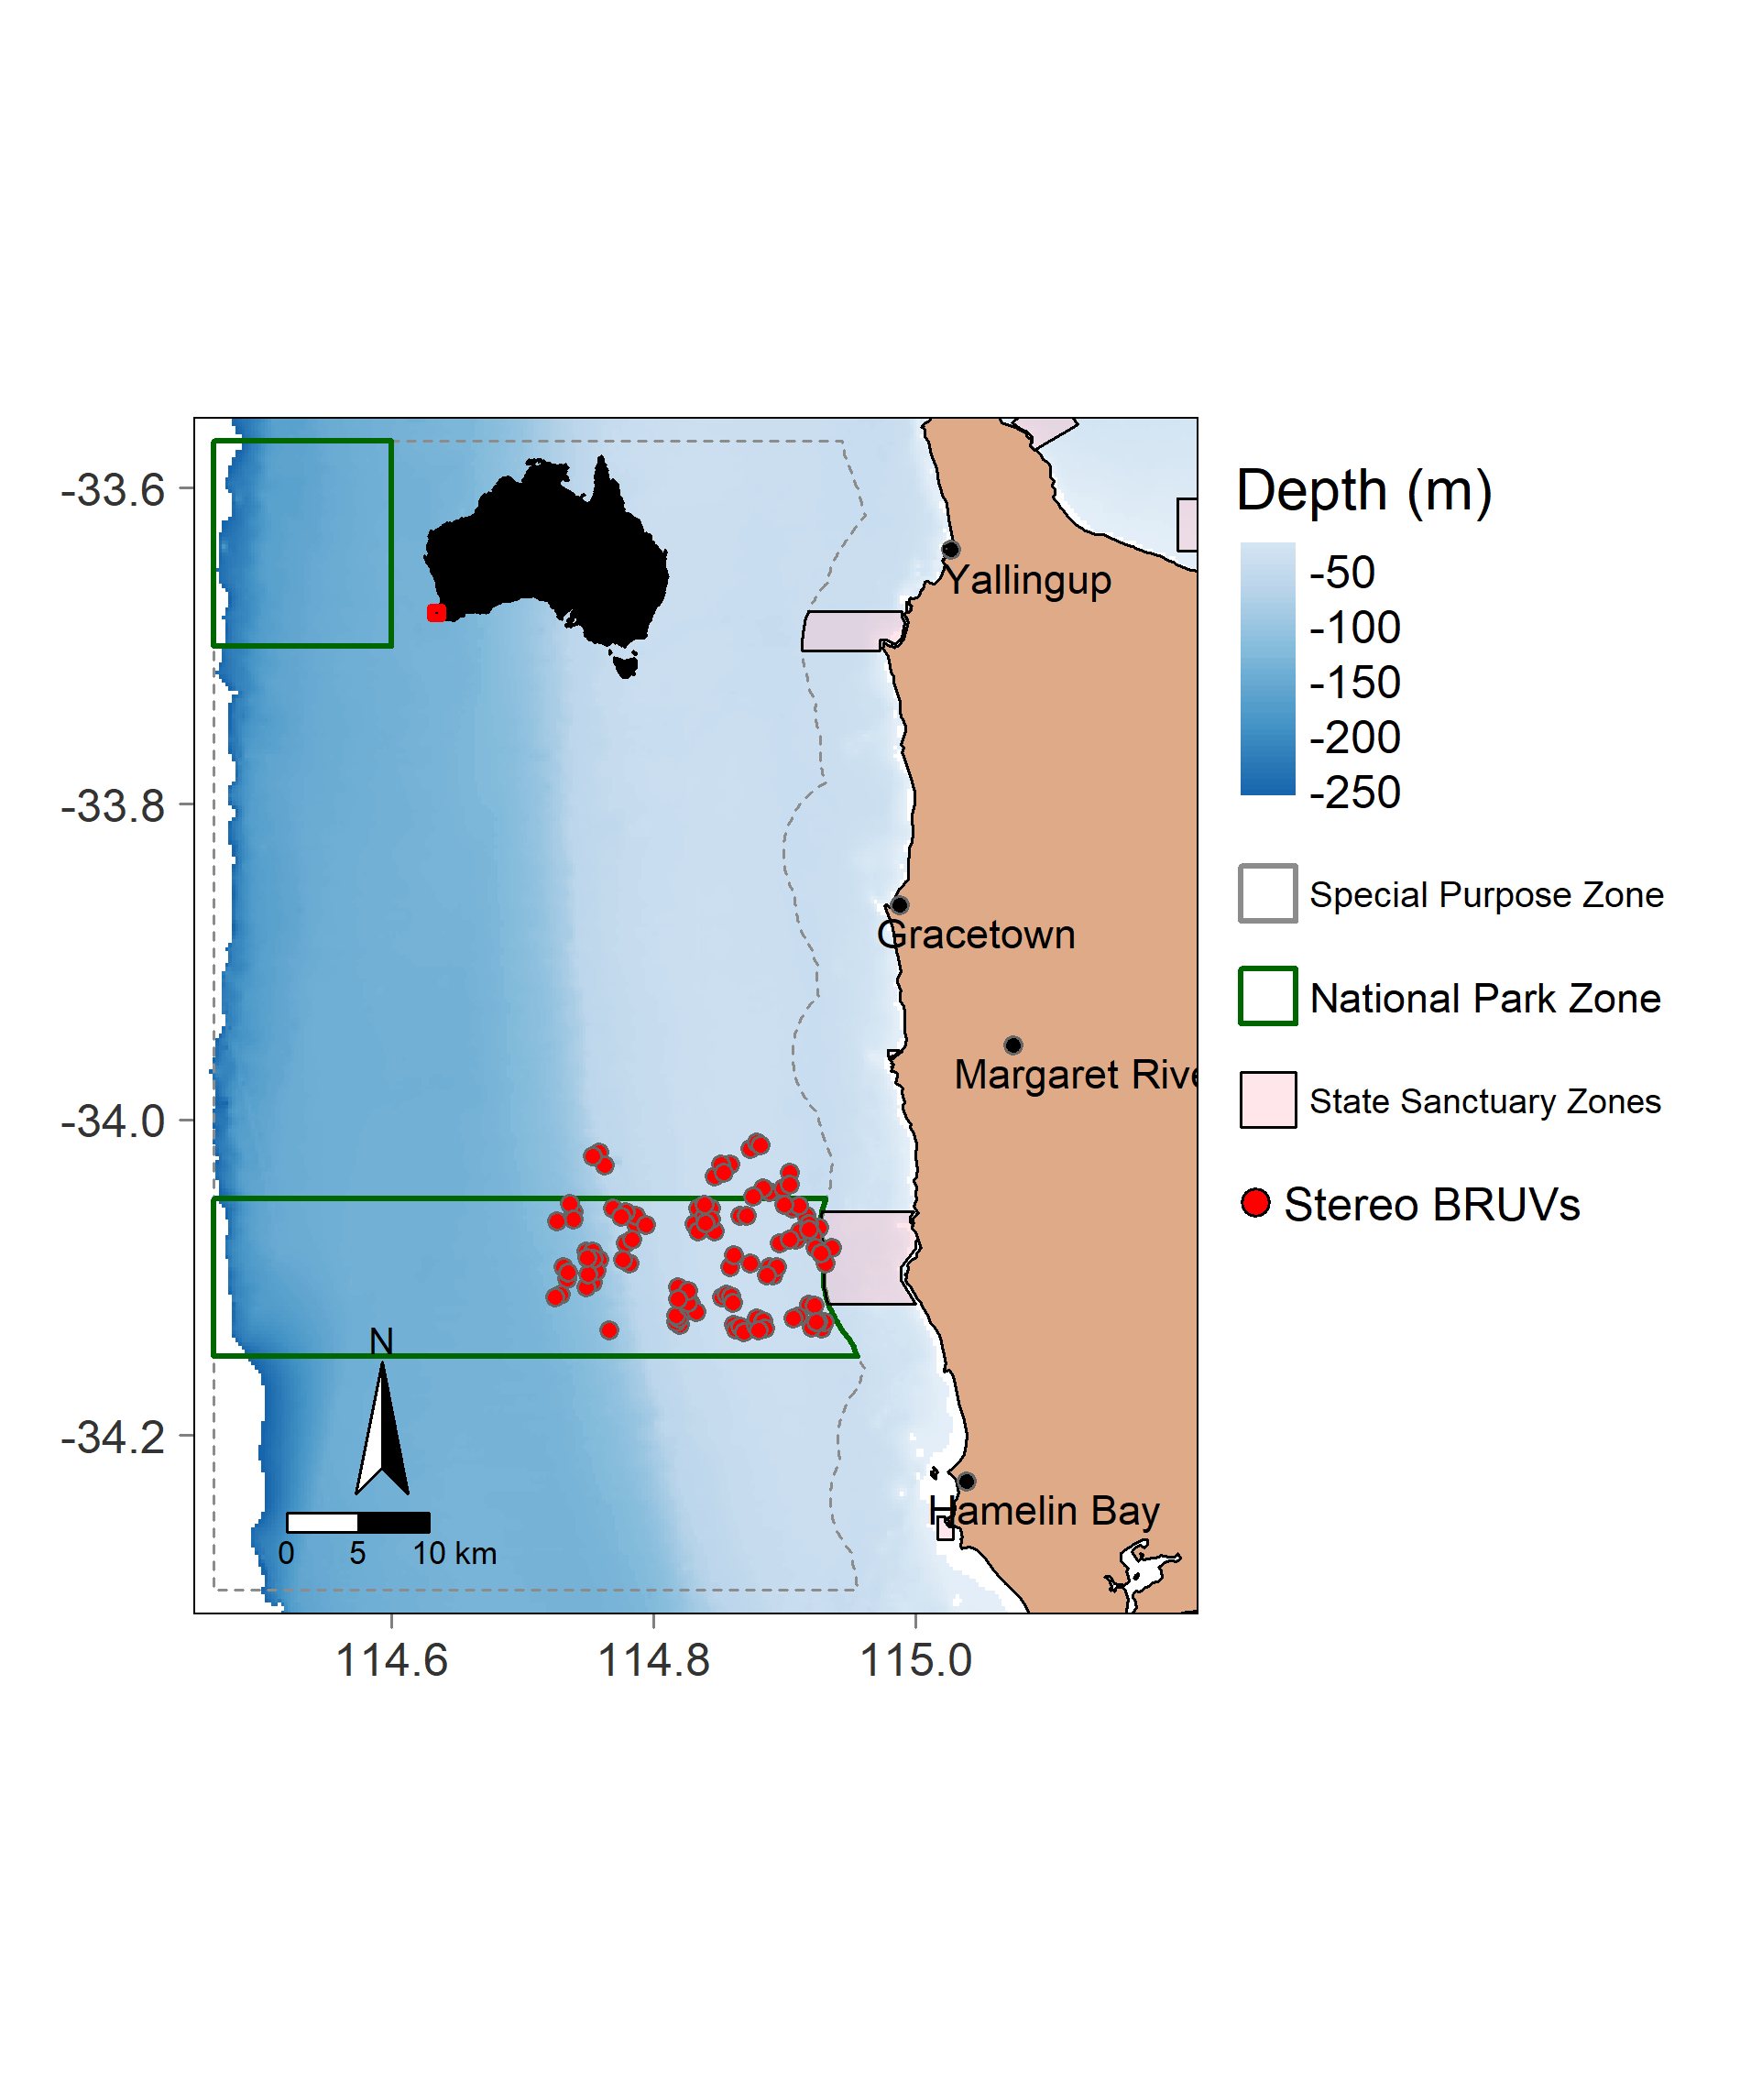 -33.6
-33.8
-34.0
-34.2
114.6
114.8
115.0
Yallingup
Gracetown
Margaret Rive
Hamelin Bay
N
0 5 10 km
Depth (m)
-50
-100
-150
-200
-250
Special Purpose Zone
National Park Zone
State Sanctuary Zones
Stereo BRUVs